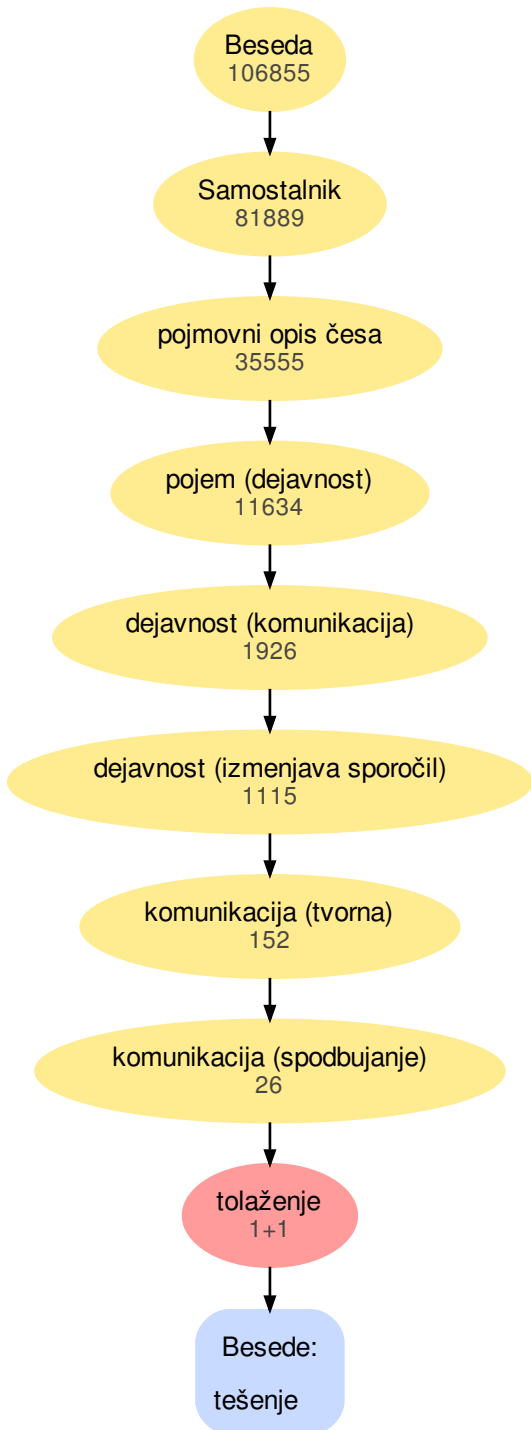 Beseda
106855
Samostalnik
81889
pojmovni opis česa
35555
pojem (dejavnost)
11634
dejavnost (komunikacija)
1926
dejavnost (izmenjava sporočil)
1115
komunikacija (tvorna)
152
komunikacija (spodbujanje)
26
tolaženje
1+1
Besede:
tešenje